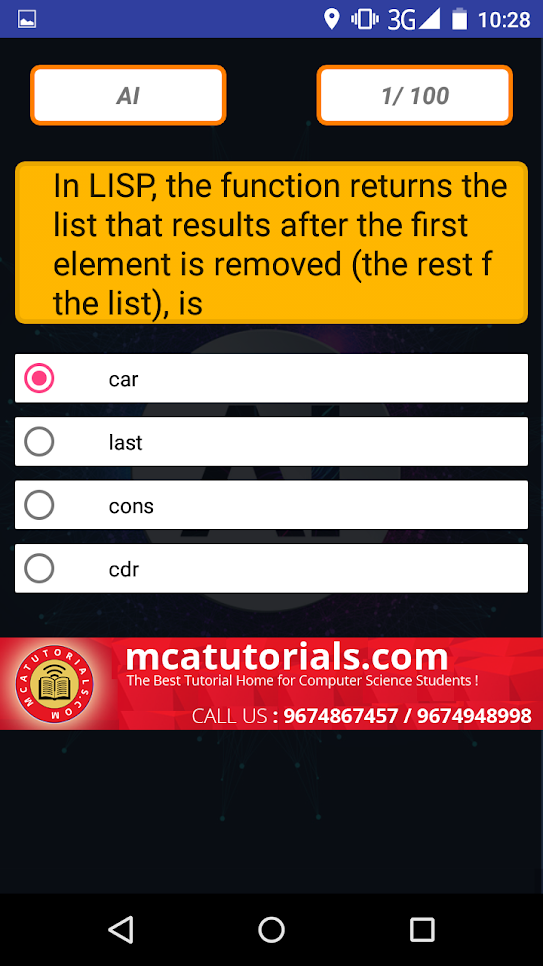 3G 10:28
AI
1/ 100
In LISP, the function returns the
list that results after the first
element is removed (the rest f
the list), is
car
last
cons
cdr
MCATUTORIALS.COM
mcatutorials.com
The Best Tutorial Home for Computer Science Students !
CALL US : 9674867457 / 9674948998